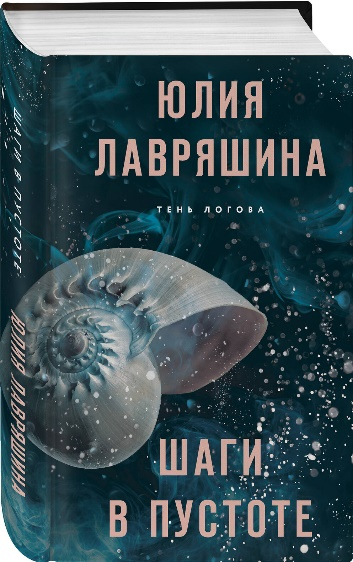 ЮЛИЯ
ЛАВРЯШИНА
ТЕНЬ ЛОГОВА
ШАГИ
В ПУСТОТЕ
ШАГИ В ПУСТОТЕ
ЮЛИЯ ЛАВРЯШИНА